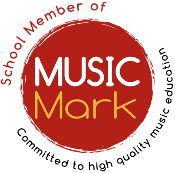 School Member of
MUSIC
Mark
Committed to high quality music education